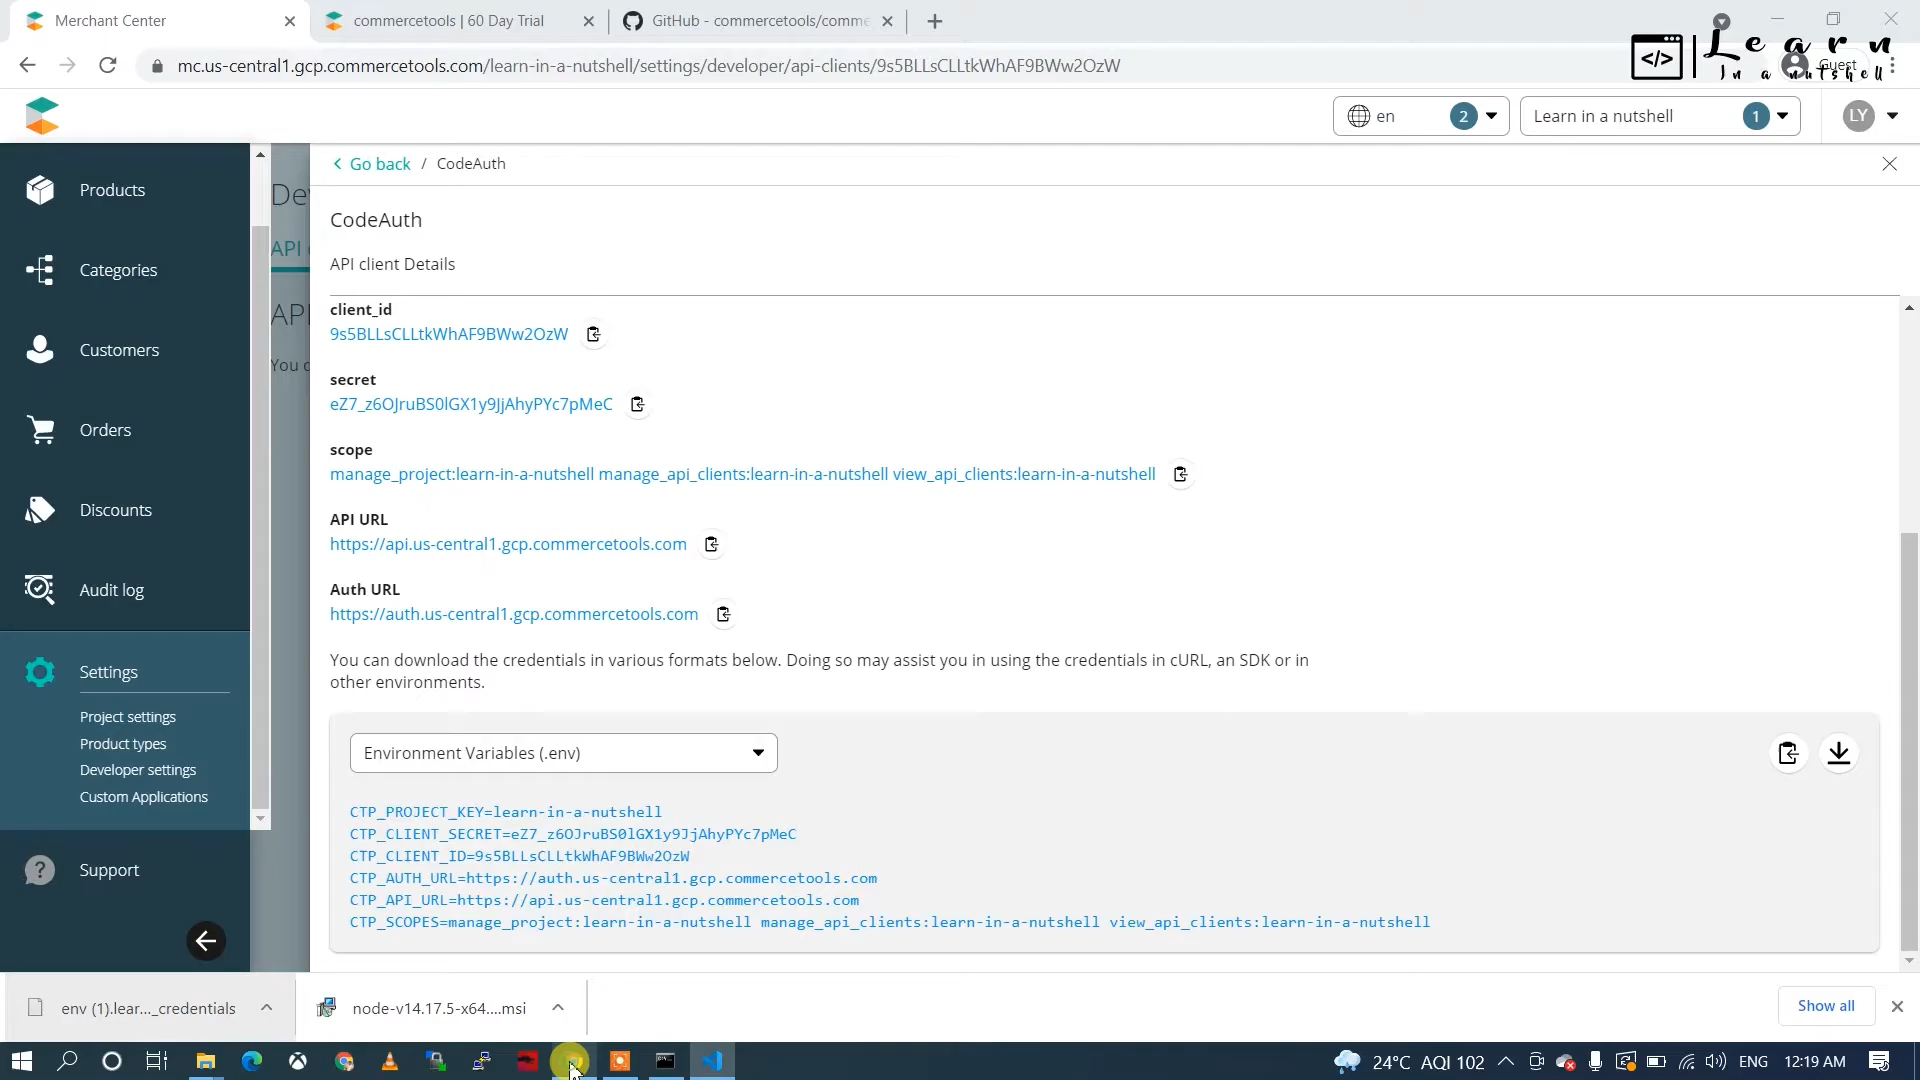 Merchant Center
commercetools | 60 Day Trial
GitHub - commercetools/comme
mc.us-central1.gcp.commercetools.com/learn-in-a-nutshell/settings/developer/api-clients/9s5BLLsCLLtkWhAF9BWw2OzW
Guest
</> | Learn
In a nutshell
en 2
Learn in a nutshell 1
LY
Products
Categories
Customers
Orders
Discounts
Audit log
Settings
Project settings
Product types
Developer settings
Custom Applications
Support
Dev
API
API
You c
Go back / CodeAuth
CodeAuth
API client Details
client_id
9s5BLLsCLLtkWhAF9BWw2OzW
secret
eZ7_z6OJruBS0lGX1y9JjAhyPYc7pMeC
scope
manage_project:learn-in-a-nutshell manage_api_clients:learn-in-a-nutshell view_api_clients:learn-in-a-nutshell
API URL
https://api.us-central1.gcp.commercetools.com
Auth URL
https://auth.us-central1.gcp.commercetools.com
You can download the credentials in various formats below. Doing so may assist you in using the credentials in cURL, an SDK or in
other environments.
Environment Variables (.env)
CTP_PROJECT_KEY=learn-in-a-nutshell
CTP_CLIENT_SECRET=eZ7_z6OJruBS0lGX1y9JjAhyPYc7pMeC
CTP_CLIENT_ID=9s5BLLsCLLtkWhAF9BWw2OzW
CTP_AUTH_URL=https://auth.us-central1.gcp.commercetools.com
CTP_API_URL=https://api.us-central1.gcp.commercetools.com
CTP_SCOPES=manage_project:learn-in-a-nutshell manage_api_clients:learn-in-a-nutshell view_api_clients:learn-in-a-nutshell
env (1).lear..._credentials
node-v14.17.5-x64....msi
Show all
24°C AQI 102
ENG
12:19 AM